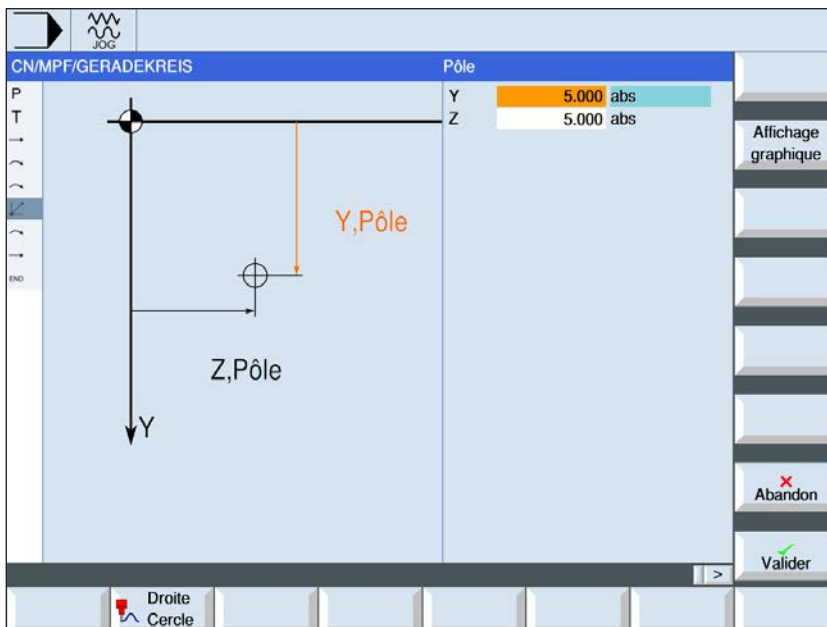 JOG
CN/MPF/GERADEKREIS
Pôle
P
T
END
Y 5.000 abs
Z 5.000 abs
Y,Pôle
Z,Pôle
Y
Affichage
graphique
Abandon
Valider
>
Droite
Cercle